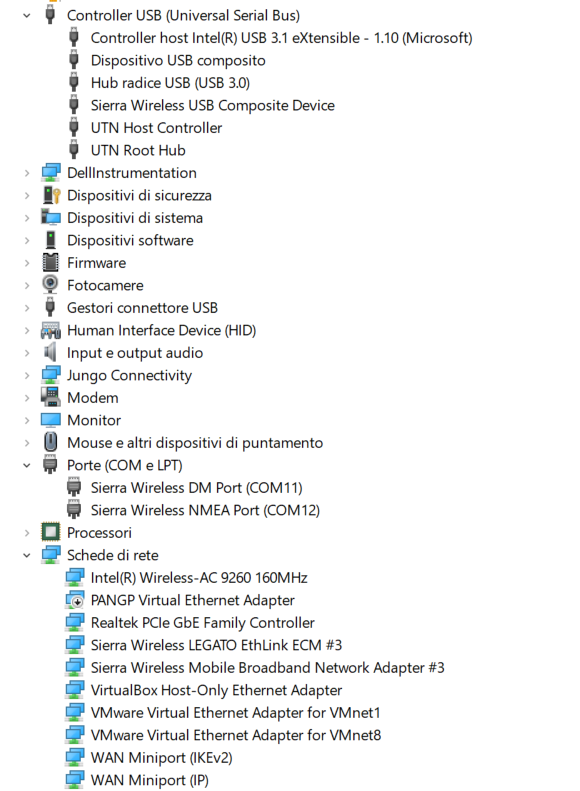 Controller USB (Universal Serial Bus)
Controller host Intel(R) USB 3.1 eXtensible - 1.10 (Microsoft)
Dispositivo USB composito
Hub radice USB (USB 3.0)
Sierra Wireless USB Composite Device
UTN Host Controller
UTN Root Hub
DellInstrumentation
Dispositivi di sicurezza
Dispositivi di sistema
Dispositivi software
Firmware
Fotocamere
Gestori connettore USB
Human Interface Device (HID)
Input e output audio
Jungo Connectivity
Modem
Monitor
Mouse e altri dispositivi di puntamento
Porte (COM e LPT)
Sierra Wireless DM Port (COM11)
Sierra Wireless NMEA Port (COM12)
Processori
Schede di rete
Intel(R) Wireless-AC 9260 160MHz
PANGP Virtual Ethernet Adapter
Realtek PCIe GbE Family Controller
Sierra Wireless LEGATO EthLink ECM #3
Sierra Wireless Mobile Broadband Network Adapter #3
VirtualBox Host-Only Ethernet Adapter
VMware Virtual Ethernet Adapter for VMnet1
VMware Virtual Ethernet Adapter for VMnet8
WAN Miniport (IKEv2)
WAN Miniport (IP)